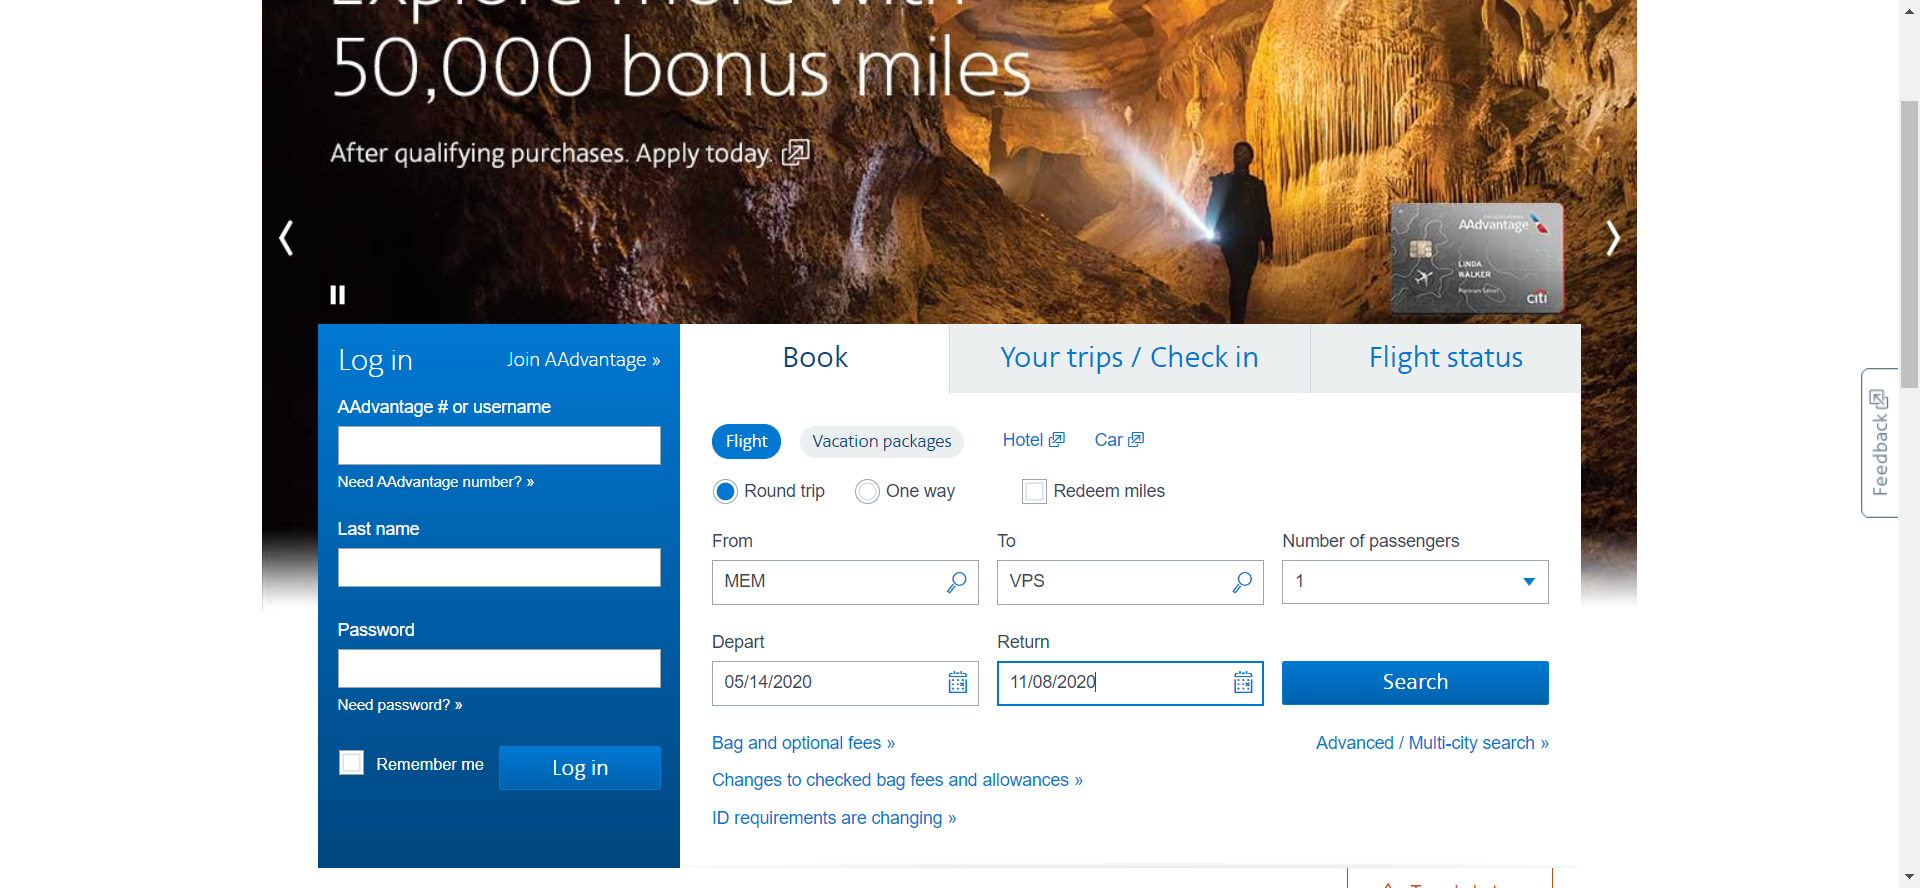 Explore more with
50,000 bonus miles
After qualifying purchases. Apply today.
AAdvantage
LINDA
WALKER
citi
Log in
Join AAdvantage »
AAdvantage # or username
Need AAdvantage number? »
Last name
Password
Need password? »
Remember me
Log in
Book
Your trips / Check in
Flight status
Flight
Vacation packages
Hotel
Car
Round trip
One way
Redeem miles
From
To
Number of passengers
MEM
VPS
1
Depart
Return
05/14/2020
11/08/2020
Search
Bag and optional fees »
Advanced / Multi-city search »
Changes to checked bag fees and allowances »
ID requirements are changing »
Feedback